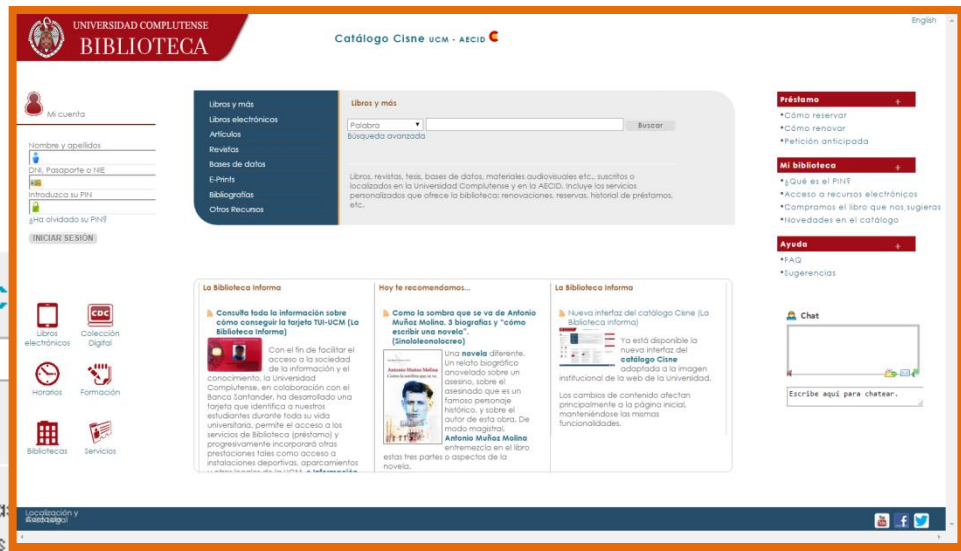 UNIVERSIDAD COMPLUTENSE
BIBLIOTECA
Catálogo Cisne UCM - AECID
English
Mi cuenta
Nombre y apellidos
DNI, Pasaporte o NIE
Introduzca su PIN
¿Ha olvidado su PIN?
INICIAR SESIÓN
Libros electrónicos
Colección Digital
CDC
Horarios
Formación
Bibliotecas
Servicios
Libros y más
Libros electrónicos
Artículos
Revistas
Bases de datos
E-Prints
Bibliografías
Otros Recursos
Libros y más
Palabra
Buscar
Búsqueda avanzada
Libros, revistas, tesis, bases de datos, materiales audiovisuales etc., suscritos o
localizados en la Universidad Complutense y en la AECID. Incluye los servicios
personalizados que ofrece la biblioteca: renovaciones, reservas, historial de préstamos,
etc.
La Biblioteca Informa
Consulta toda la información sobre
cómo conseguir la tarjeta TUI-UCM (La
Biblioteca Informa)
Con el fin de facilitar el
acceso a la sociedad
de la información y el
conocimiento, la Universidad
Complutense, en colaboración con el
Banco Santander, ha desarrollado una
tarjeta que identifica a nuestros
estudiantes durante toda su vida
universitaria, permite el acceso a los
servicios de Biblioteca (préstamo) y
progresivamente incorporará otras
prestaciones tales como acceso a
instalaciones deportivas, aparcamientos
Hoy te recomendamos...
Como la sombra que se va de Antonio
Muñoz Molina. 3 biografías y "cómo
escribir una novela".
(Sinololeonolocreo)
Una novela diferente.
Un relato biográfico
anovelado sobre un
asesino, sobre el
asesinado que es un
famoso personaje
histórico, y sobre el
autor de esta obra. De
modo magistral,
Antonio Muñoz Molina
entremezcla en el libro
estas tres partes o aspectos de la
novela.
Antonio Muñoz Molina
Como la sombra que se va
La Biblioteca Informa
Nueva interfaz del catálogo Cisne (La
Biblioteca Informa)
Ya está disponible la
nueva interfaz del
catálogo Cisne
adaptada a la imagen
institucional de la web de la Universidad.
Los cambios de contenido afectan
principalmente a la página inicial,
manteniéndose las mismas
funcionalidades.
Préstamo +
•Cómo reservar
•Cómo renovar
•Petición anticipada
Mi biblioteca +
•¿Qué es el PIN?
•Acceso a recursos electrónicos
•Compramos el libro que nos sugieras
•Novedades en el catálogo
Ayuda +
•FAQ
•Sugerencias
Chat
Escribe aquí para chatear.
Localización y